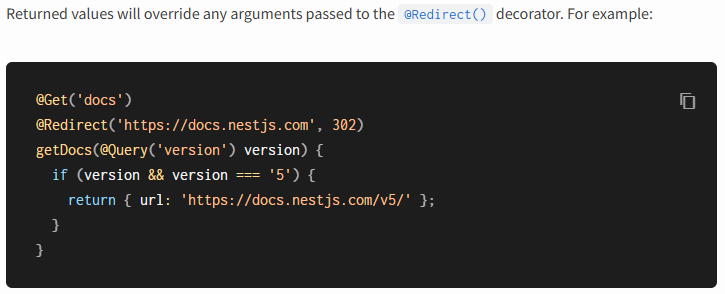 Returned values will override any arguments passed to the @Redirect() decorator. For example:
@Get('docs')
@Redirect('https://docs.nestjs.com', 302)
getDocs(@Query('version') version) {
  if (version && version === '5') {
    return { url: 'https://docs.nestjs.com/v5/' };
  }
}